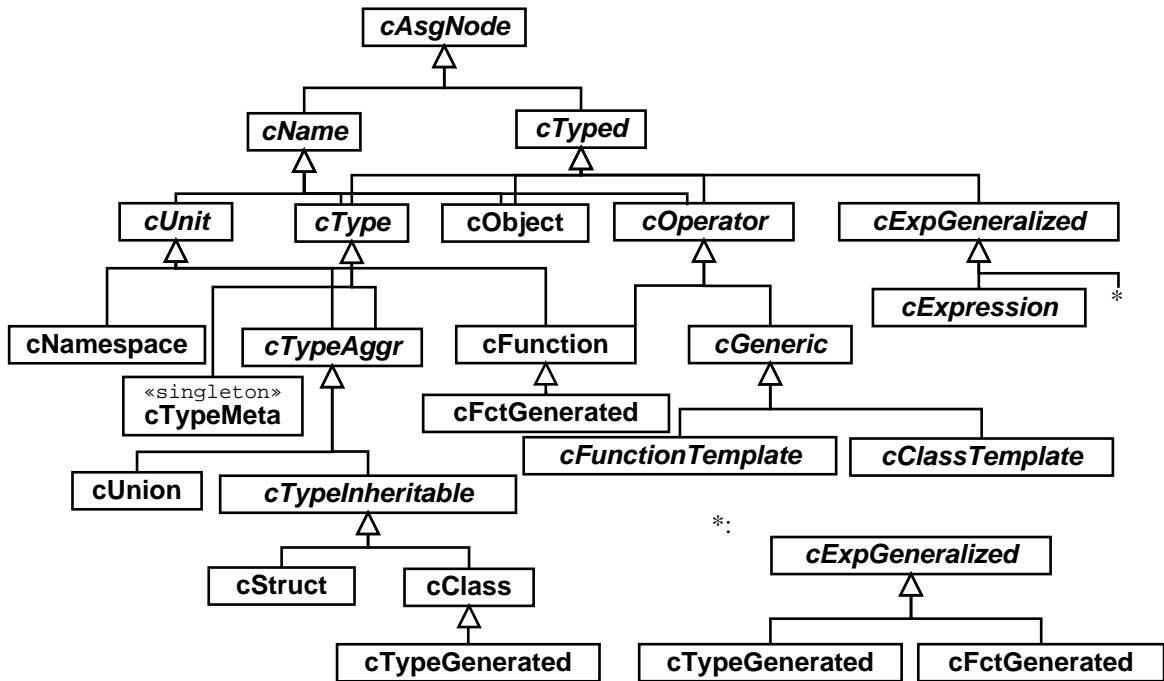 cAsgNode
cName
cTyped
cUnit
cType
cObject
cOperator
cExpGeneralized
cExpression
*
cNamespace
cTypeAggr
cFunction
cGeneric
«singleton»
cTypeMeta
cFctGenerated
cFunctionTemplate
cClassTemplate
cUnion
cTypeInheritable
*:
cExpGeneralized
cStruct
cClass
cTypeGenerated
cTypeGenerated
cFctGenerated